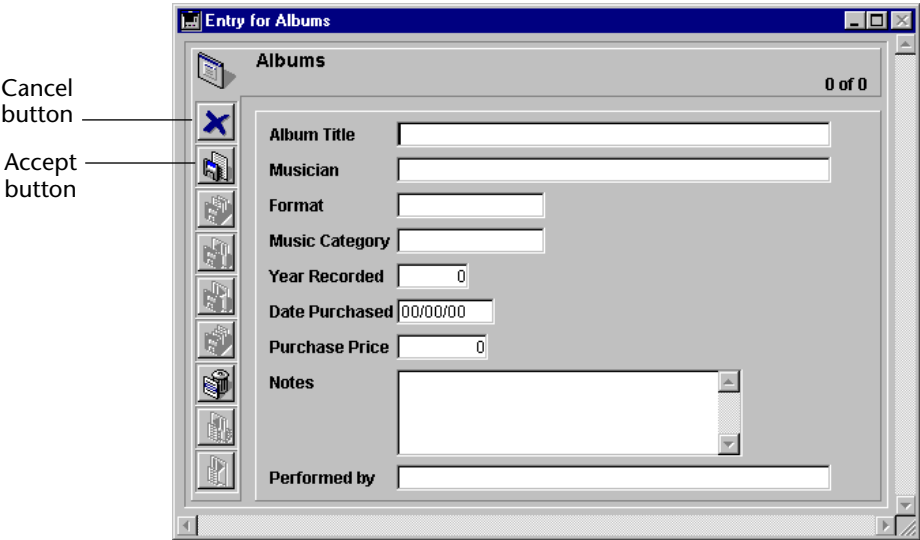 Entry for Albums
Albums
0 of 0
Cancel
button
Accept
button
Album Title
Musician
Format
Music Category
Year Recorded 0
Date Purchased 00/00/00
Purchase Price 0
Notes
Performed by